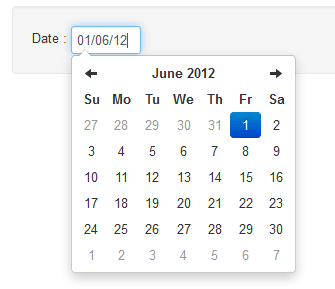 Date : 01/06/12
June 2012
Su Mo Tu We Th Fr Sa
27 28 29 30 31 1 2
3 4 5 6 7 8 9
10 11 12 13 14 15 16
17 18 19 20 21 22 23
24 25 26 27 28 29 30
1 2 3 4 5 6 7